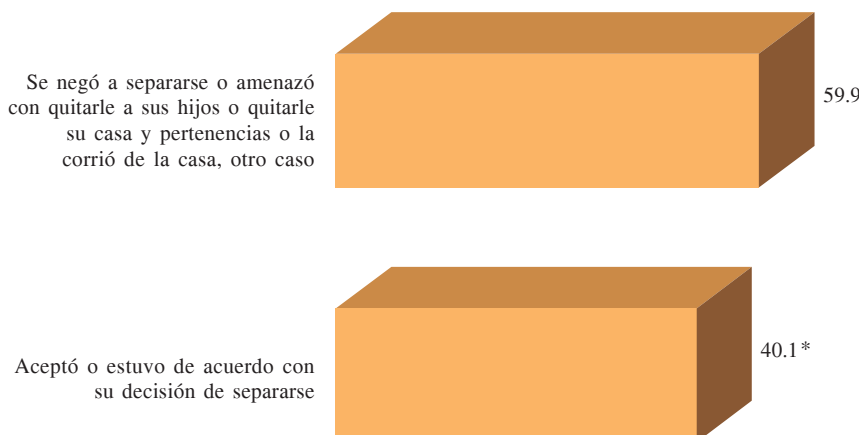 Se negó a separarse o amenazó
con quitarle a sus hijos o quitarle
su casa y pertenencias o la
corrió de la casa, otro caso
59.9
Aceptó o estuvo de acuerdo con
su decisión de separarse
40.1*